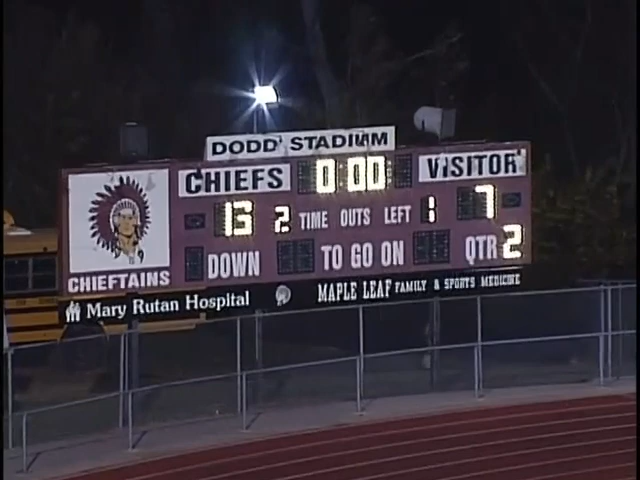 DODD STADIUM
CHIEFS 0:00 VISITOR
13 2 TIME OUTS LEFT 1 7
DOWN TO GO ON QTR 2
CHIEFTAINS
Mary Rutan Hospital MAPLE LEAF FAMILY & SPORTS MEDICINE